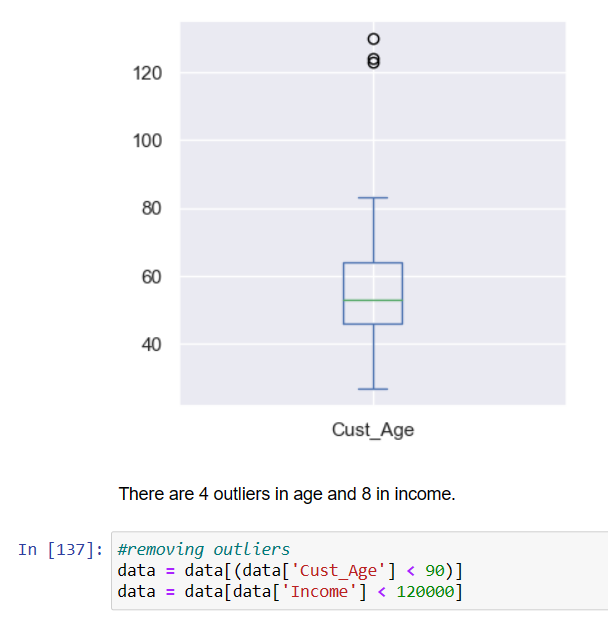 120
100
80
60
40
Cust_Age
There are 4 outliers in age and 8 in income.
In [137]: #removing outliers
data = data[(data['Cust_Age'] < 90)]
data = data[data['Income'] < 120000]